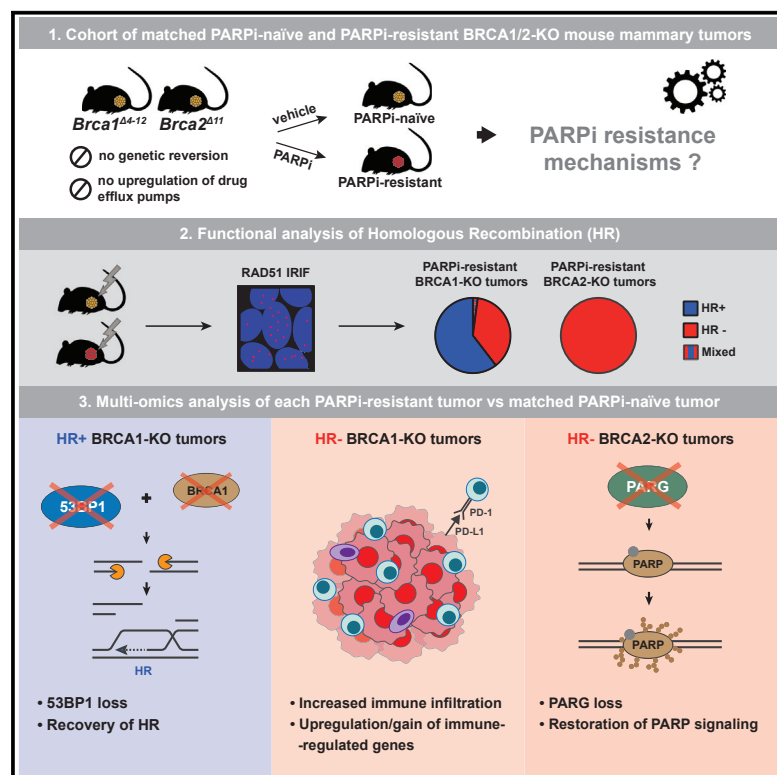 1. Cohort of matched PARPi-naïve and PARPi-resistant BRCA1/2-KO mouse mammary tumors
Brca1Δ4-12
Brca2Δ11
no genetic reversion
no upregulation of drug
efflux pumps
vehicle
PARPi
PARPi-naïve
PARPi-resistant
PARPi resistance
mechanisms ?
2. Functional analysis of Homologous Recombination (HR)
RAD51 IRIF
PARPi-resistant
BRCA1-KO tumors
PARPi-resistant
BRCA2-KO tumors
HR+
HR -
Mixed
3. Multi-omics analysis of each PARPi-resistant tumor vs matched PARPi-naïve tumor
HR+ BRCA1-KO tumors
53BP1
+
BRCA1
HR
• 53BP1 loss
• Recovery of HR
HR- BRCA1-KO tumors
PD-1
PD-L1
• Increased immune infiltration
• Upregulation/gain of immune-
-regulated genes
HR- BRCA2-KO tumors
PARG
PARP
PARP
• PARG loss
• Restoration of PARP signaling